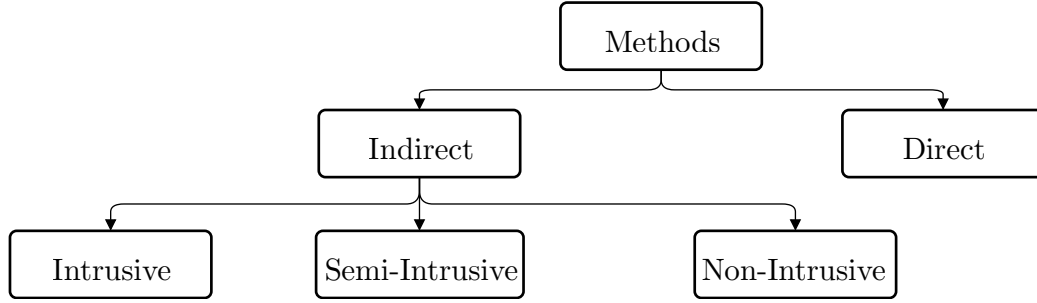 Methods
Indirect
Direct
Intrusive
Semi-Intrusive
Non-Intrusive